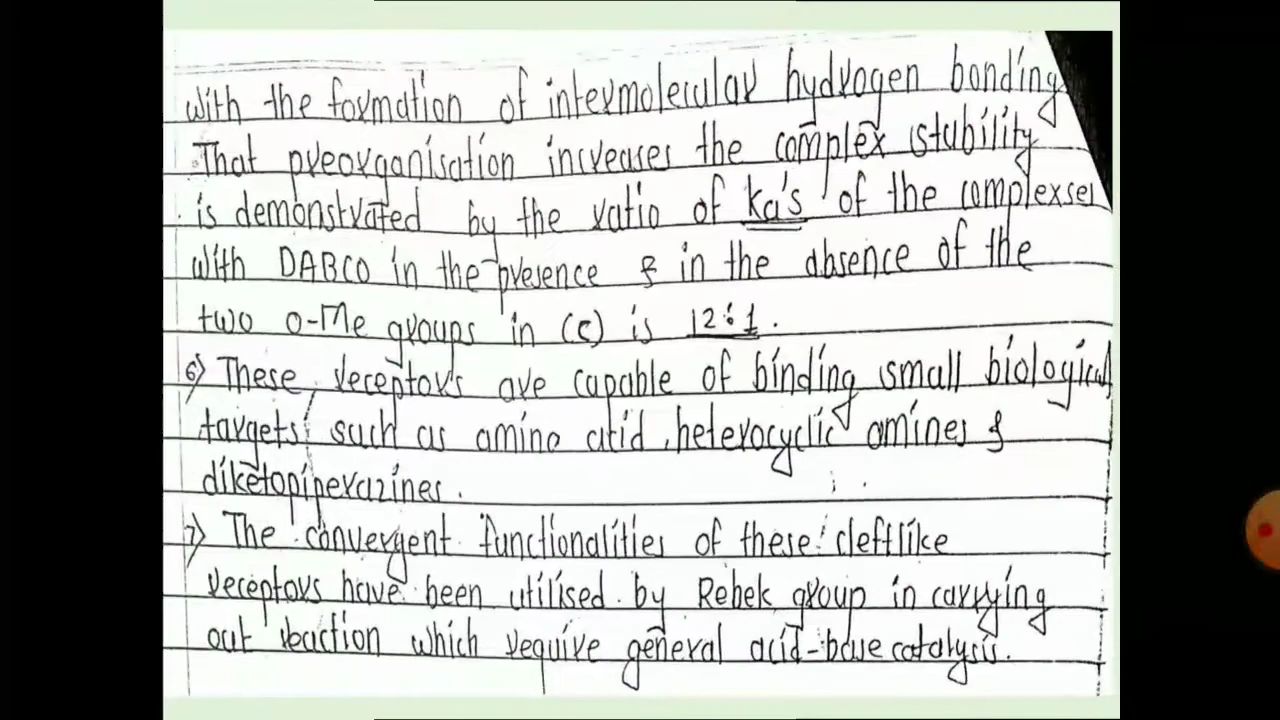 with the formation of intermolecular hydrogen bonding
That preorganisation increases the complex stability
is demonstrated by the ratio of ka's of the complexses
with DABCO in the presence & in the absence of the
two o-Me groups in (c) is 12:1.
6) These receptors are capable of binding small biological
targets such as amino acid, heterocyclic amines &
diketopiperazines.
7) The convergent functionalities of these cleftlike
receptors have been utilised by Rebek group in carrying
out reaction which require general acid-base catalysis.